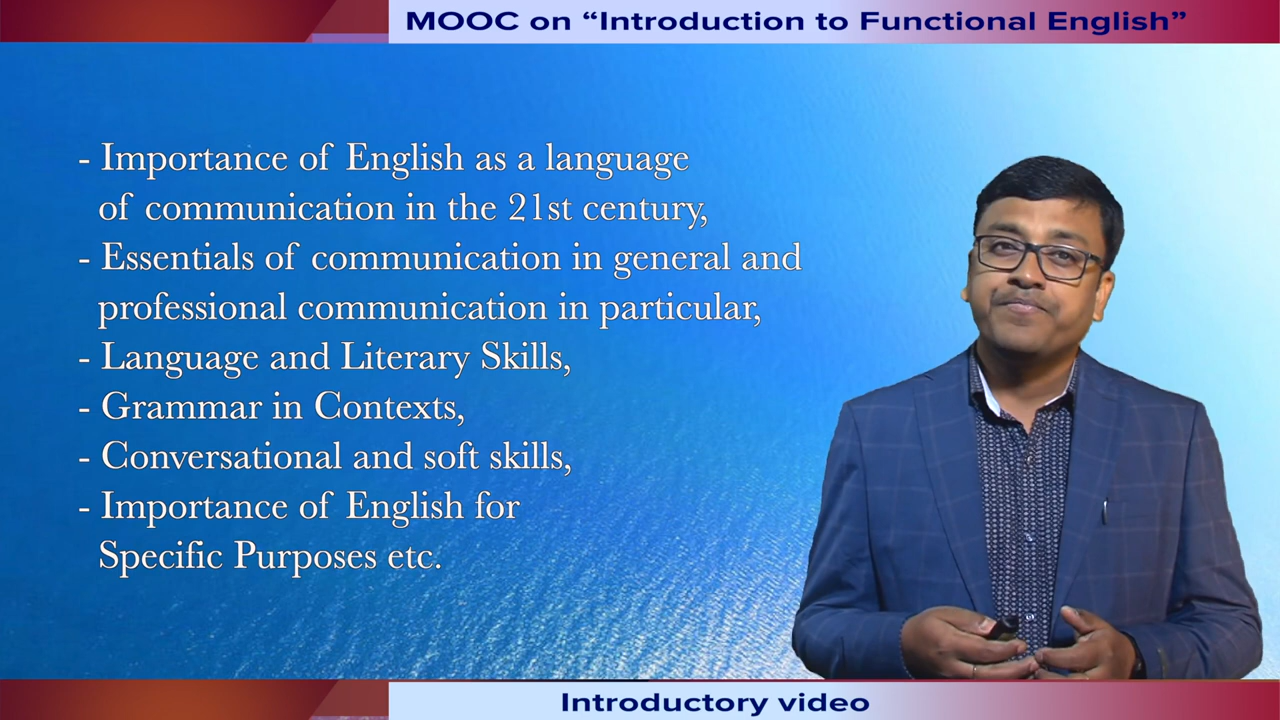 MOOC on “Introduction to Functional English”
- Importance of English as a language
of communication in the 21st century,
- Essentials of communication in general and
professional communication in particular,
- Language and Literary Skills,
- Grammar in Contexts,
- Conversational and soft skills,
- Importance of English for
Specific Purposes etc.
Introductory video